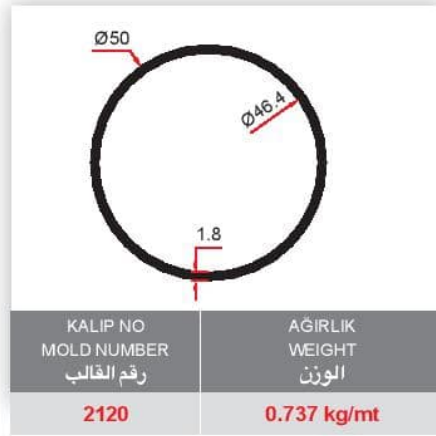 Ø50
Ø46.4
1.8
KALIP NO
MOLD NUMBER
رقم القالب
AĞIRLIK
WEIGHT
الوزن
2120
0.737 kg/mt